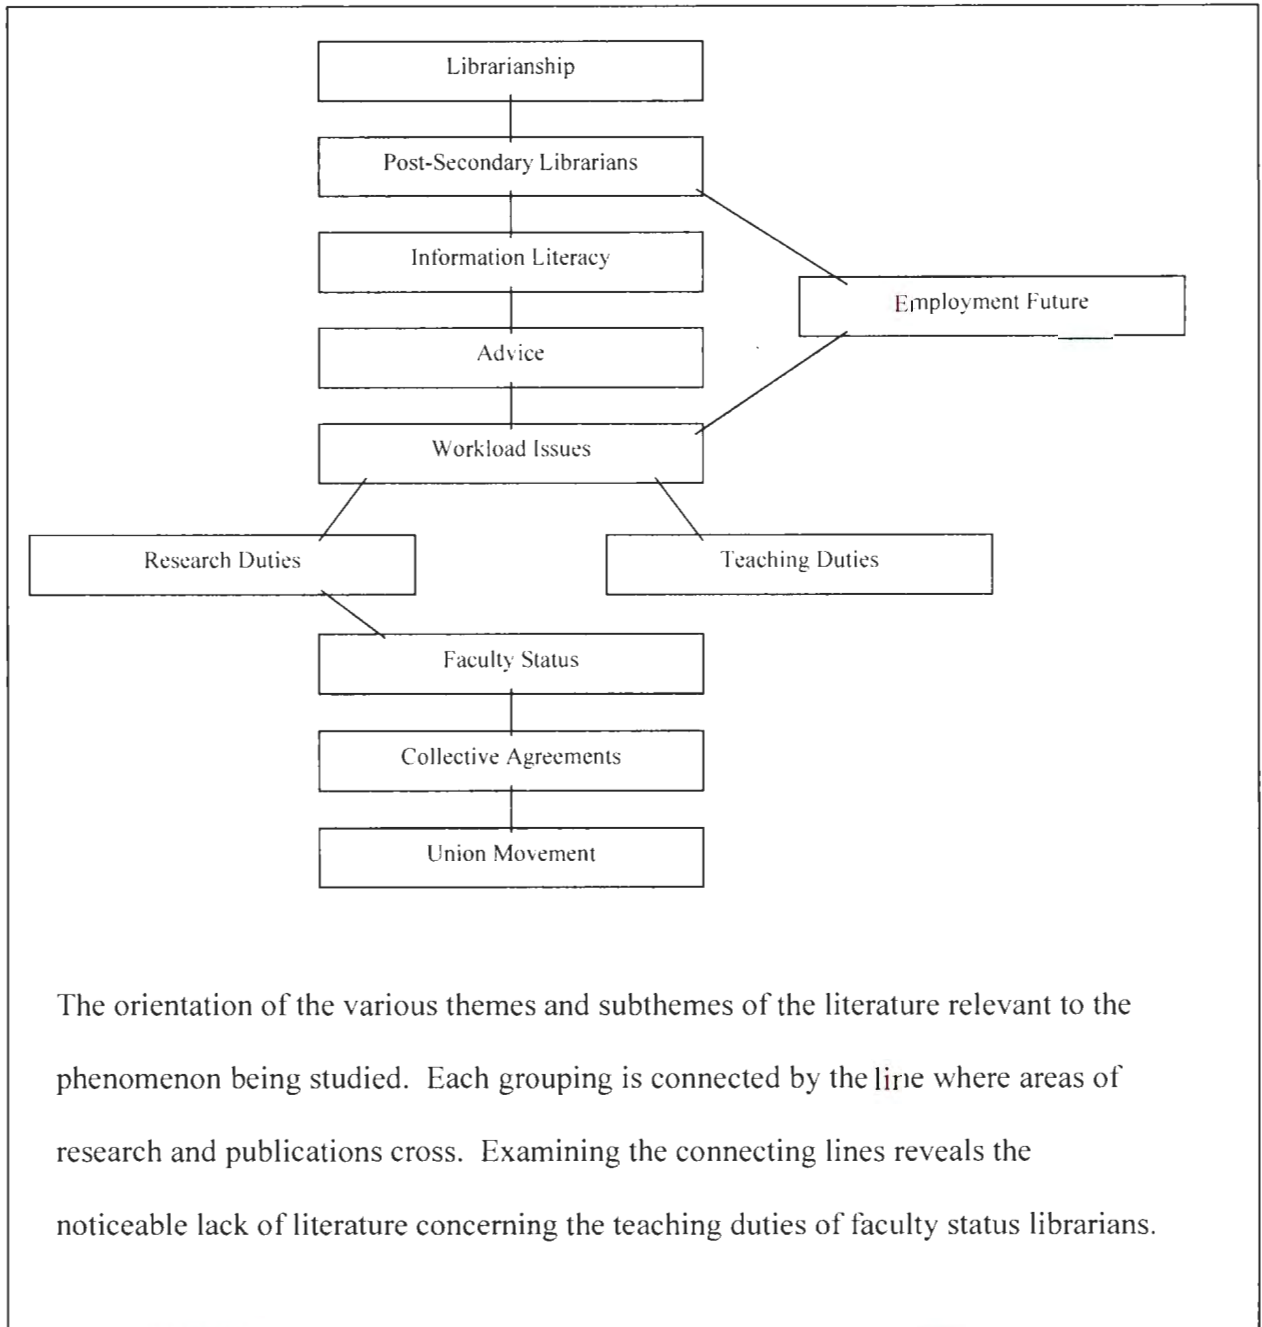 Librarianship
Post-Secondary Librarians
Information Literacy
Employment Future
Advice
Workload Issues
Research Duties
Teaching Duties
Faculty Status
Collective Agreements
Union Movement
The orientation of the various themes and subthemes of the literature relevant to the
phenomenon being studied. Each grouping is connected by the line where areas of
research and publications cross. Examining the connecting lines reveals the
noticeable lack of literature concerning the teaching duties of faculty status librarians.